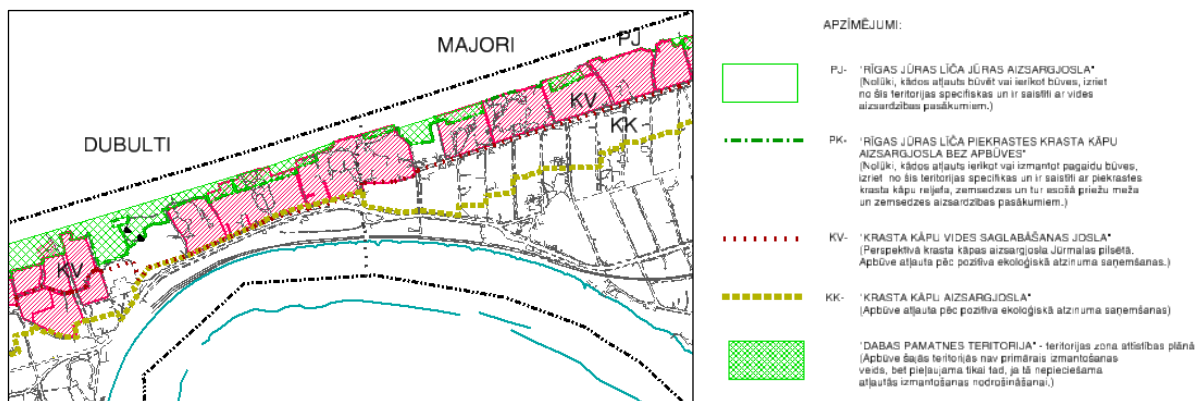 MAJORI
PJ
DUBULTI
KV
KK
KV
APZĪMĒJUMI:
PJ- "RĪGAS JŪRAS LĪČA JŪRAS AIZSARGJOSLA"
(Nolūki, kādos atļauts būvēt vai ierīkot būves, izriet
no šīs teritorijas specifiskas un ir saistīti ar vides
aizsardzības pasākumiem.)
PK- "RĪGAS JŪRAS LĪČA PIEKRASTES KRASTA KĀPU
AIZSARGJOSLA BEZ APBŪVES"
(Nolūki, kādos atļauts ierīkot vai izmantot pagaidu būves,
izriet no šīs teritorijas specifiskas un ir saistīti ar piekrastes
krasta kāpu reljefa, zemsedzes un tur esošā priežu meža
un zemsedzes aizsardzības pasākumiem.)
KV- "KRASTA KĀPU VIDES SAGLABĀŠANAS JOSLA"
(Perspektīvā krasta kāpas aizsargjosla Jūrmalas pilsētā.
Apbūve atļauta pēc pozitīva ekoloģiskā atzinuma saņemšanas.)
KK- "KRASTA KĀPU AIZSARGJOSLA"
(Apbūve atļauta pēc pozitīva ekoloģiskā atzinuma saņemšanas)
"DABAS PAMATNES TERITORIJA" - teritorijas zona attīstības plānā
(Apbūve šajās teritorijās nav primārais izmantošanas
veids, bet pieļaujama tikai tad, ja tā nepieciešama
atļautās izmantošanas nodrošināšanai.)